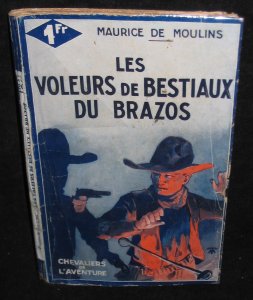 1Fr
MAURICE DE MOULINS
LES
VOLEURS DE BESTIAUX
DU BRAZOS
CHEVALIERS
DE
L'AVENTURE